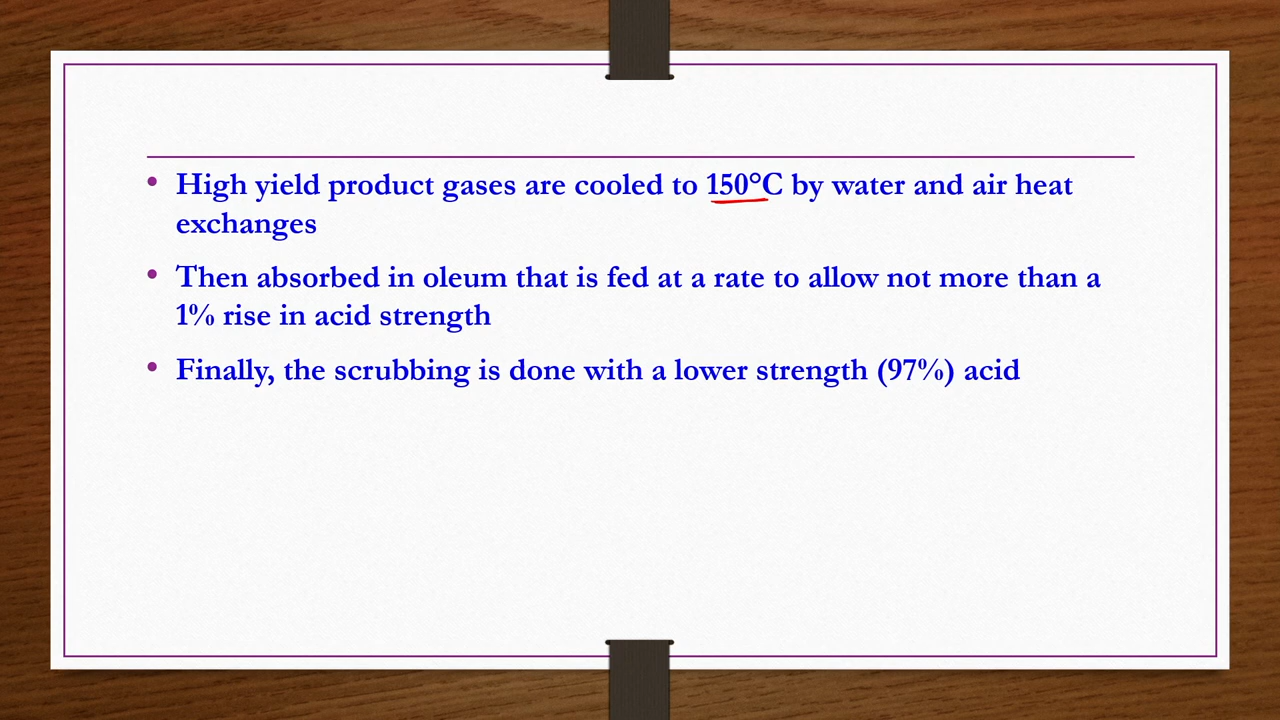 • High yield product gases are cooled to 150°C by water and air heat
exchanges
• Then absorbed in oleum that is fed at a rate to allow not more than a
1% rise in acid strength
• Finally, the scrubbing is done with a lower strength (97%) acid